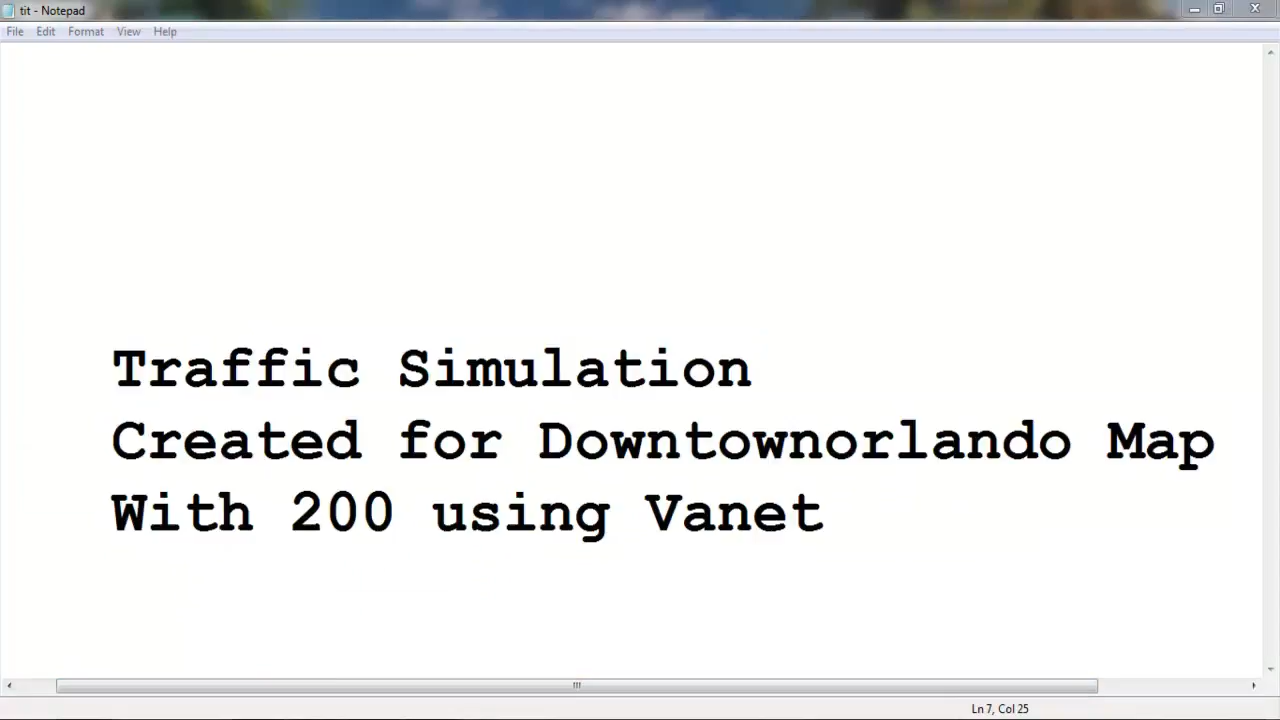 tit - Notepad
File Edit Format View Help
Traffic Simulation
Created for Downtownorlando Map
With 200 using Vanet
Ln 7, Col 25